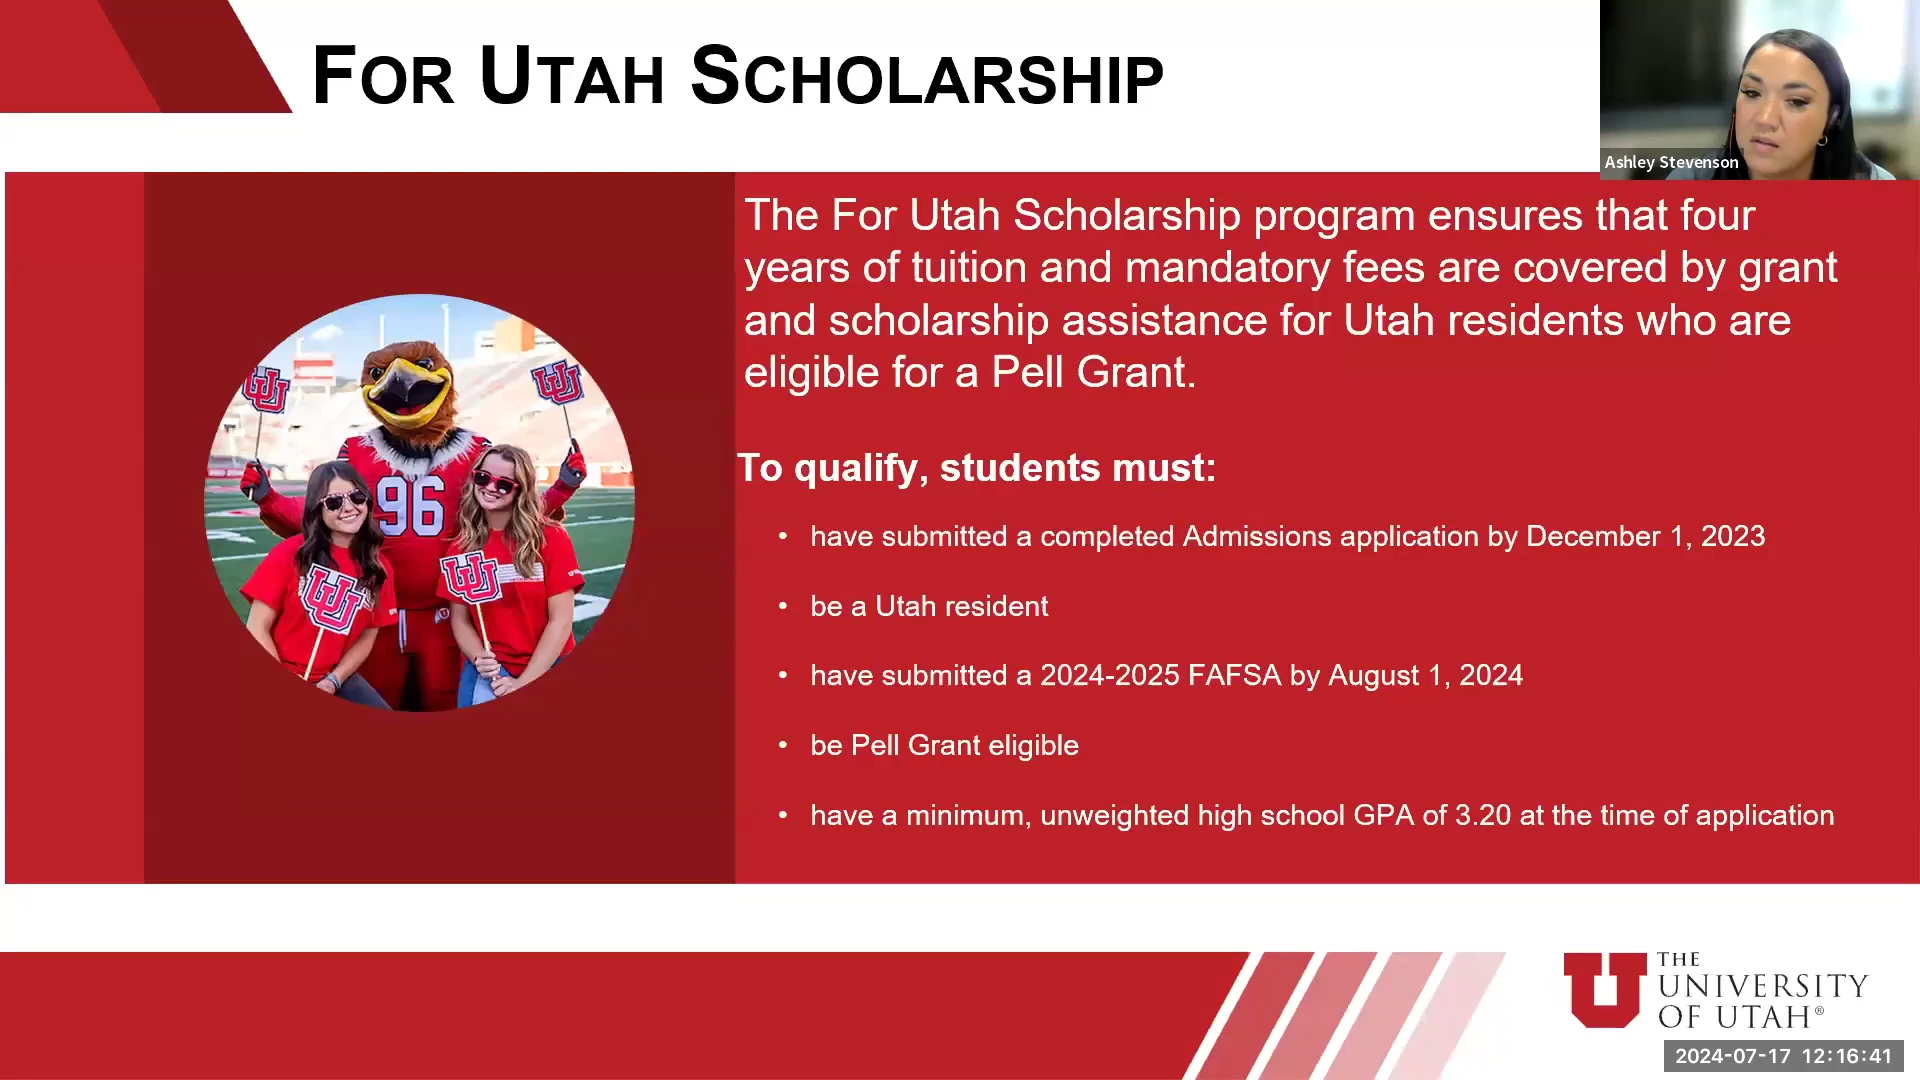 FOR UTAH SCHOLARSHIP
Ashley Stevenson
The For Utah Scholarship program ensures that four
years of tuition and mandatory fees are covered by grant
and scholarship assistance for Utah residents who are
eligible for a Pell Grant.
To qualify, students must:
• have submitted a completed Admissions application by December 1, 2023
• be a Utah resident
• have submitted a 2024-2025 FAFSA by August 1, 2024
• be Pell Grant eligible
• have a minimum, unweighted high school GPA of 3.20 at the time of application
96
U
U
U
U
U
THE
UNIVERSITY
OF UTAH®
2024-07-17 12:16:41